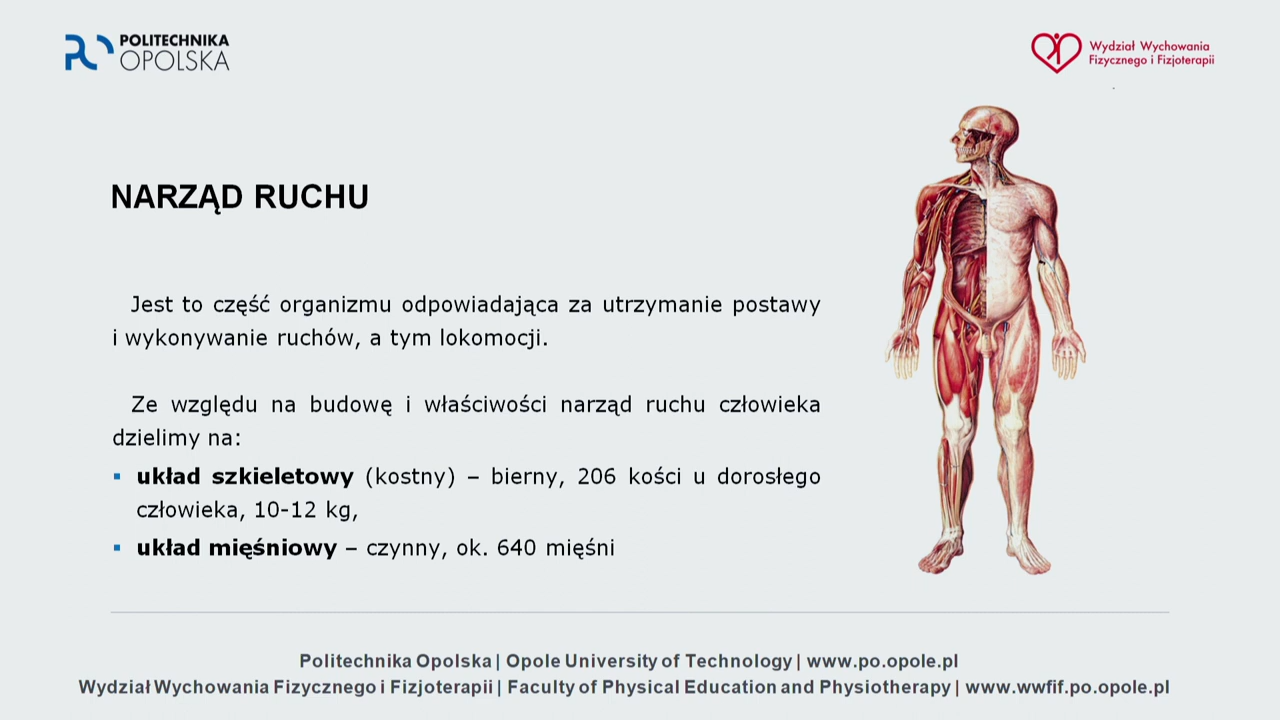 POLITECHNIKA
OPOLSKA
Wydział Wychowania
Fizycznego i Fizjoterapii
NARZĄD RUCHU
Jest to część organizmu odpowiadająca za utrzymanie postawy
i wykonywanie ruchów, a tym lokomocji.
Ze względu na budowę i właściwości narząd ruchu człowieka
dzielimy na:
▪ układ szkieletowy (kostny) – bierny, 206 kości u dorosłego
człowieka, 10-12 kg,
▪ układ mięśniowy – czynny, ok. 640 mięśni
Politechnika Opolska | Opole University of Technology | www.po.opole.pl
Wydział Wychowania Fizycznego i Fizjoterapii | Faculty of Physical Education and Physiotherapy | www.wwfif.po.opole.pl